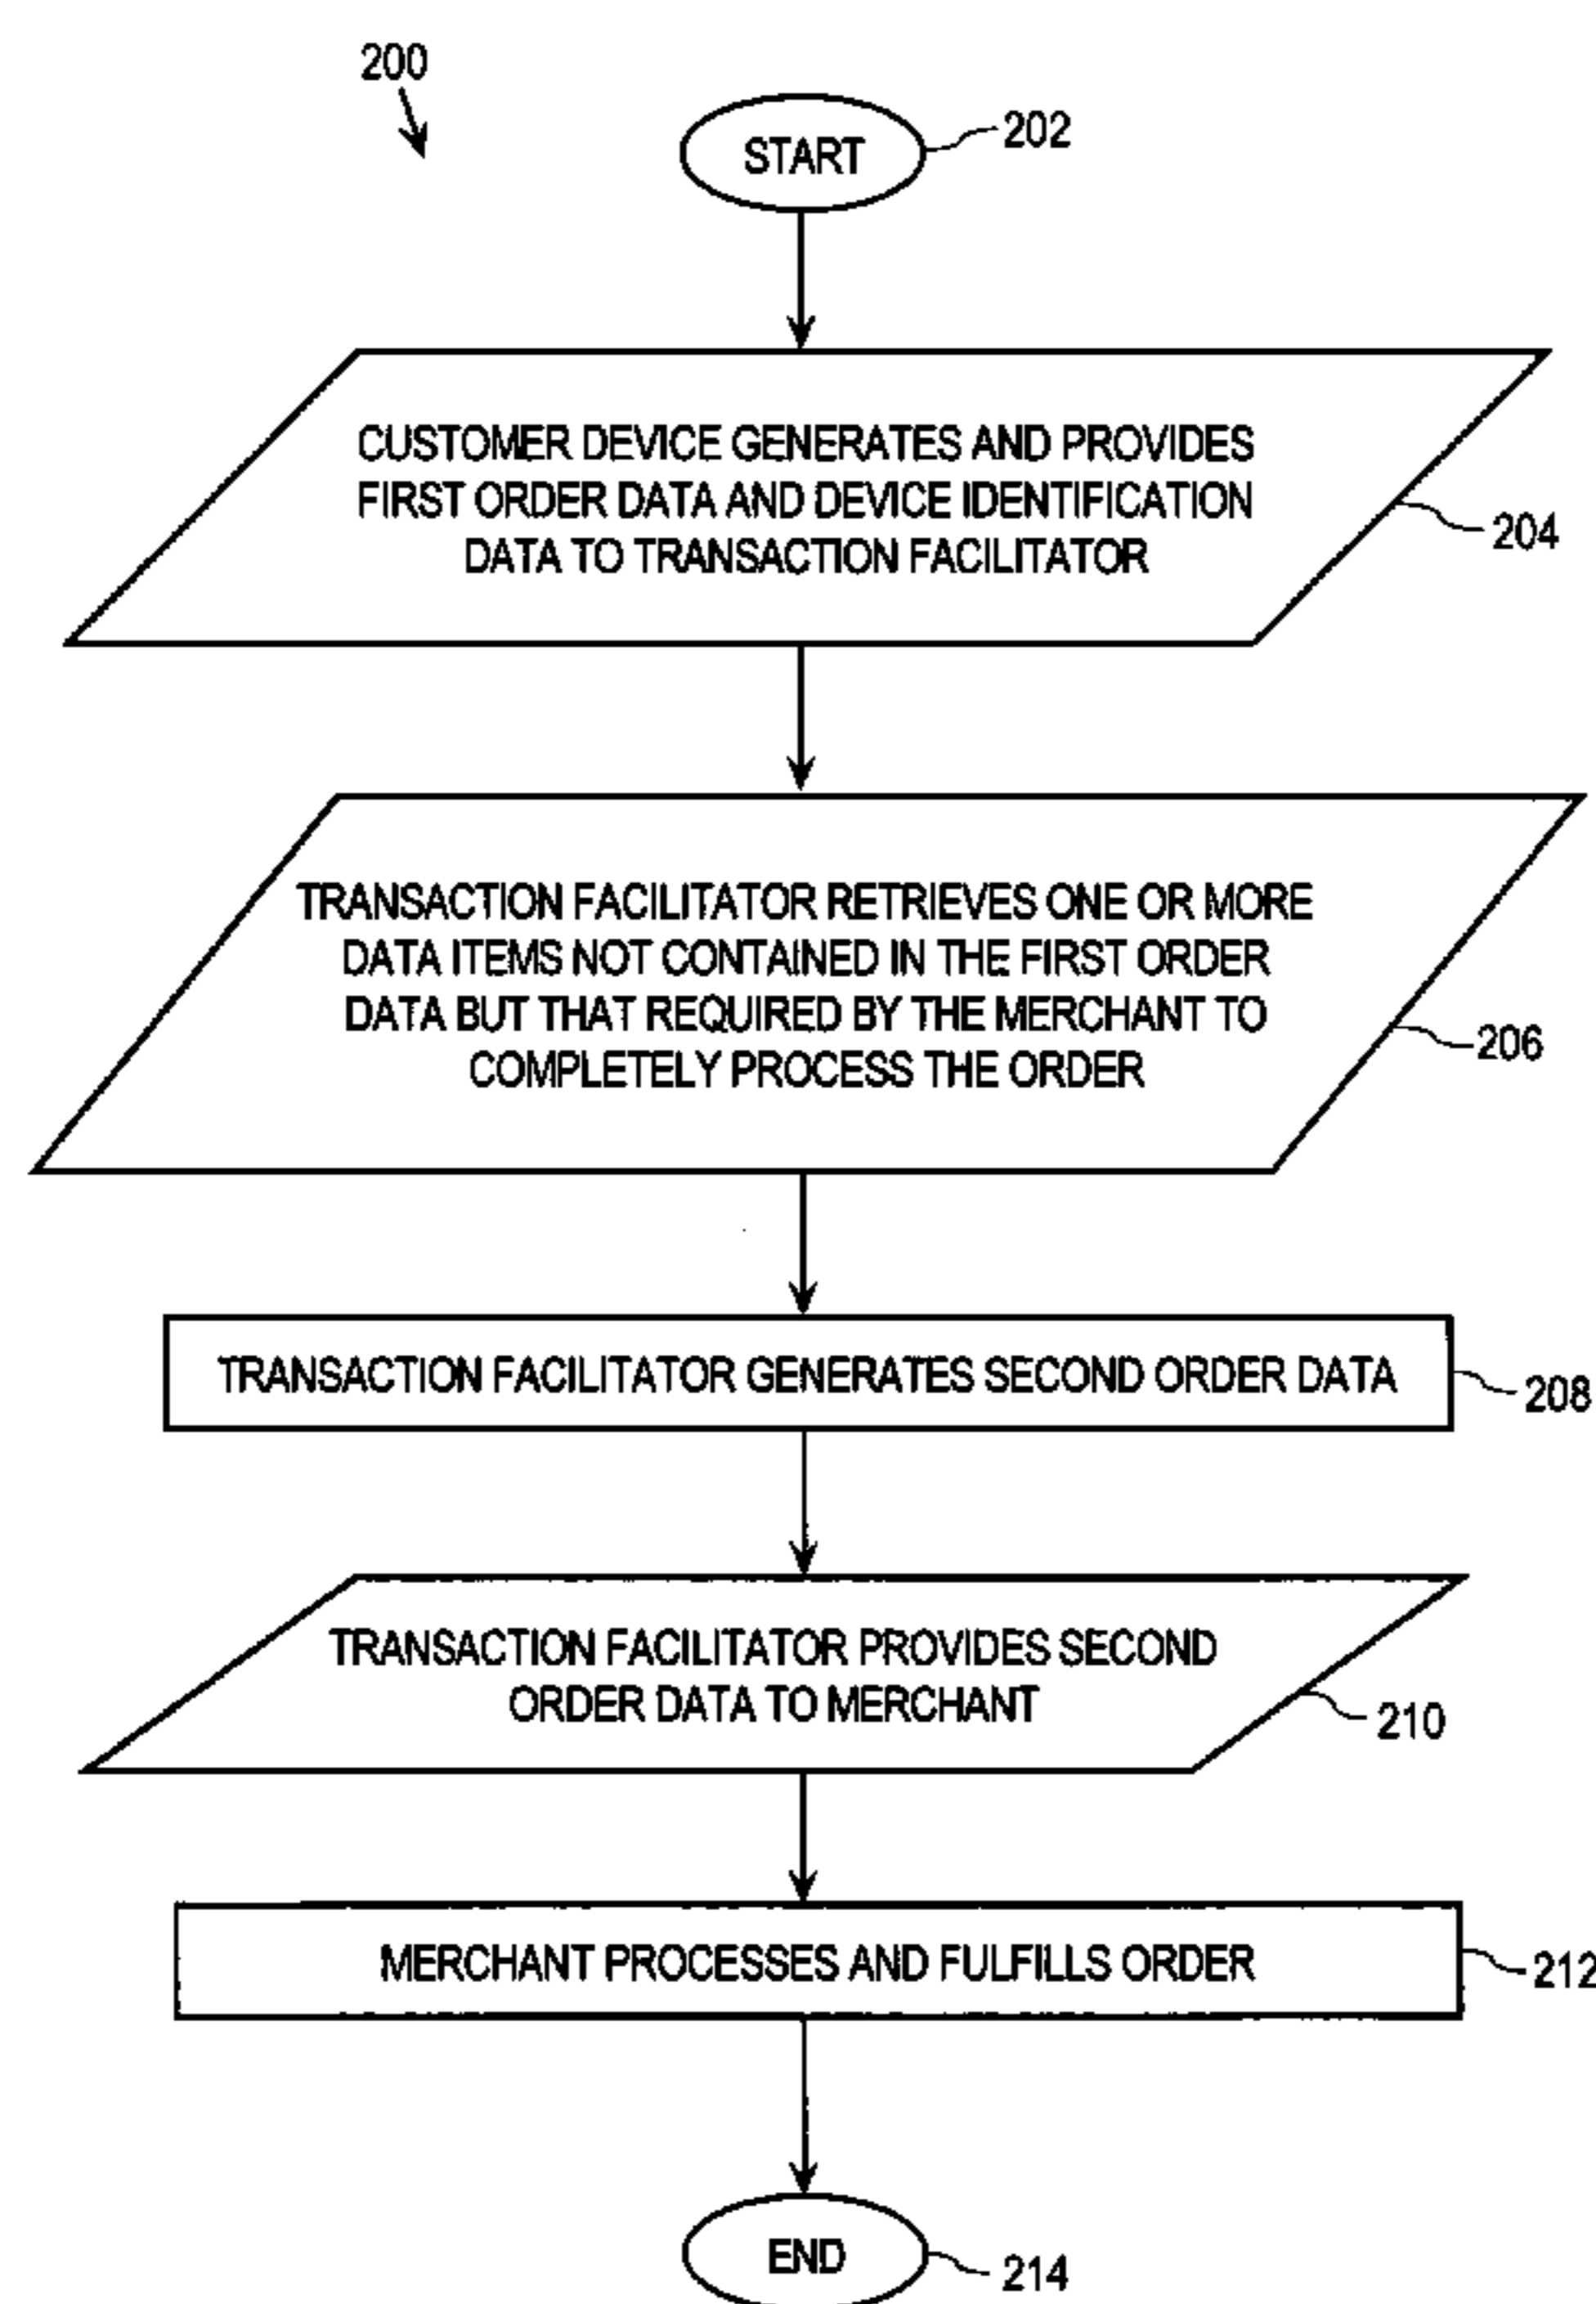 200
START
202
CUSTOMER DEVICE GENERATES AND PROVIDES
FIRST ORDER DATA AND DEVICE IDENTIFICATION
DATA TO TRANSACTION FACILITATOR
204
TRANSACTION FACILITATOR RETRIEVES ONE OR MORE
DATA ITEMS NOT CONTAINED IN THE FIRST ORDER
DATA BUT THAT REQUIRED BY THE MERCHANT TO
COMPLETELY PROCESS THE ORDER
206
TRANSACTION FACILITATOR GENERATES SECOND ORDER DATA
208
TRANSACTION FACILITATOR PROVIDES SECOND
ORDER DATA TO MERCHANT
210
MERCHANT PROCESSES AND FULFILLS ORDER
212
END
214